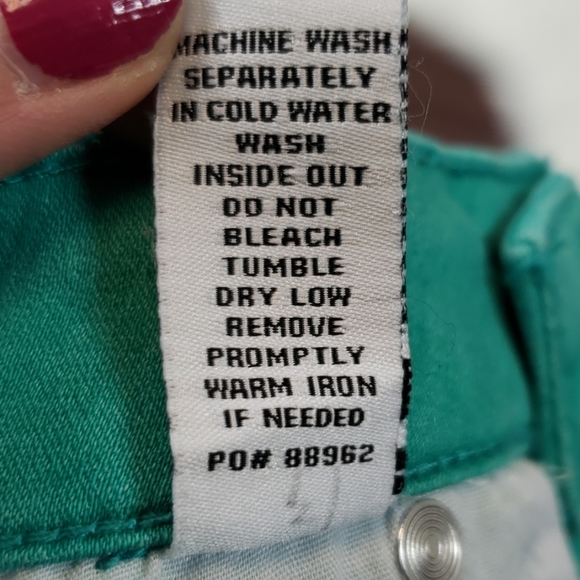 MACHINE WASH
SEPARATELY
IN COLD WATER
WASH
INSIDE OUT
DO NOT
BLEACH
TUMBLE
DRY LOW
REMOVE
PROMPTLY
WARM IRON
IF NEEDED
PO# 88962